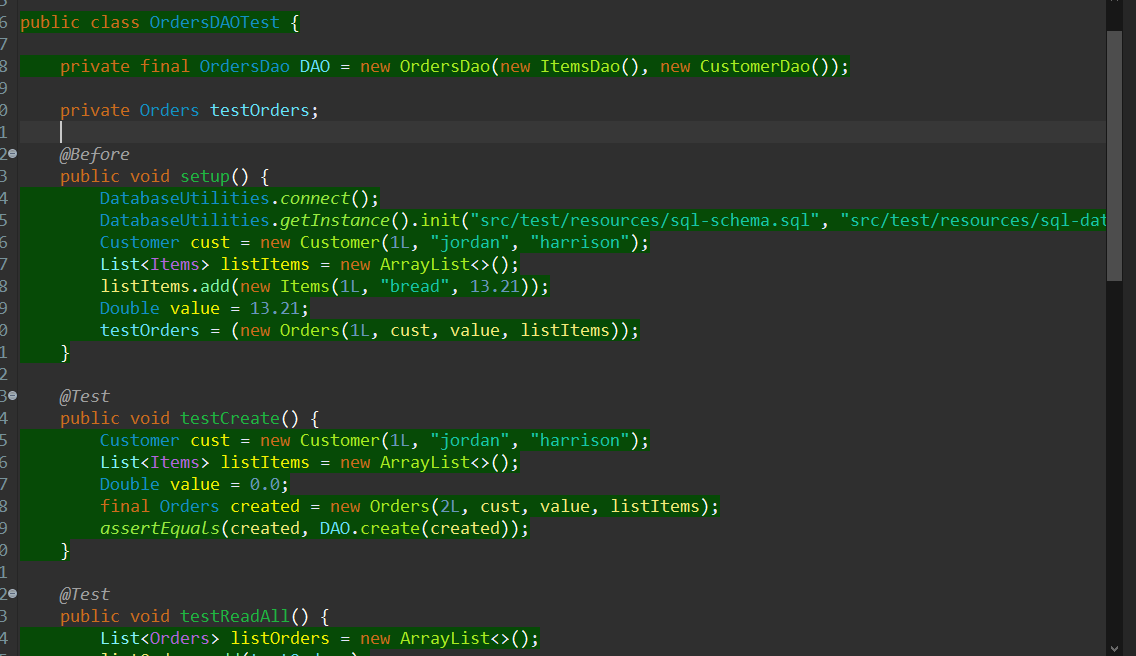 6 public class OrdersDAOTest {
7
8 private final OrdersDao DAO = new OrdersDao(new ItemsDao(), new CustomerDao());
9
0 private Orders testOrders;
1
2 @Before
3 public void setup() {
4 DatabaseUtilities.connect();
5 DatabaseUtilities.getInstance().init("src/test/resources/sql-schema.sql", "src/test/resources/sql-dat
6 Customer cust = new Customer(1L, "jordan", "harrison");
7 List<Items> listItems = new ArrayList<>();
8 listItems.add(new Items(1L, "bread", 13.21));
9 Double value = 13.21;
0 testOrders = (new Orders(1L, cust, value, listItems));
1 }
2
3 @Test
4 public void testCreate() {
5 Customer cust = new Customer(1L, "jordan", "harrison");
6 List<Items> listItems = new ArrayList<>();
7 Double value = 0.0;
8 final Orders created = new Orders(2L, cust, value, listItems);
9 assertEquals(created, DAO.create(created));
0 }
1
2 @Test
3 public void testReadAll() {
4 List<Orders> listOrders = new ArrayList<>();